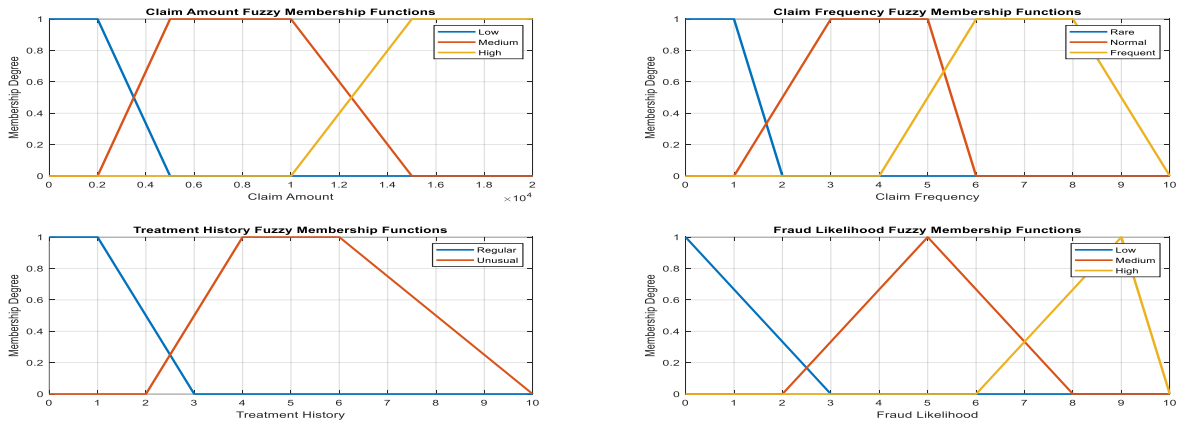 Claim Amount Fuzzy Membership Functions
1
0.8
0.6
0.4
0.2
0
Membership Degree
Low
Medium
High
0 0.2 0.4 0.6 0.8 1 1.2 1.4 1.6 1.8 2
Claim Amount
×10^4
Claim Frequency Fuzzy Membership Functions
1
0.8
0.6
0.4
0.2
0
Membership Degree
Rare
Normal
Frequent
0 1 2 3 4 5 6 7 8 9 10
Claim Frequency
Treatment History Fuzzy Membership Functions
1
0.8
0.6
0.4
0.2
0
Membership Degree
Regular
Unusual
0 1 2 3 4 5 6 7 8 9 10
Treatment History
Fraud Likelihood Fuzzy Membership Functions
1
0.8
0.6
0.4
0.2
0
Membership Degree
Low
Medium
High
0 1 2 3 4 5 6 7 8 9 10
Fraud Likelihood